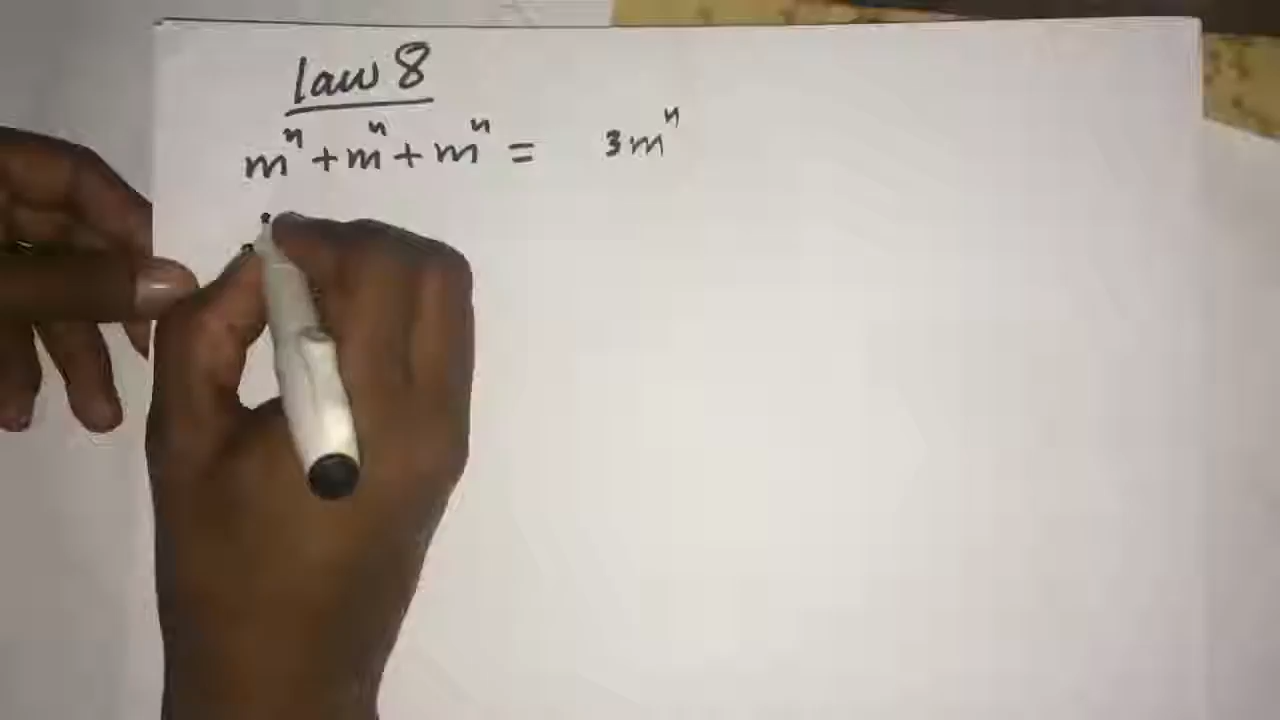 law 8
mⁿ + mⁿ + mⁿ = 3mⁿ